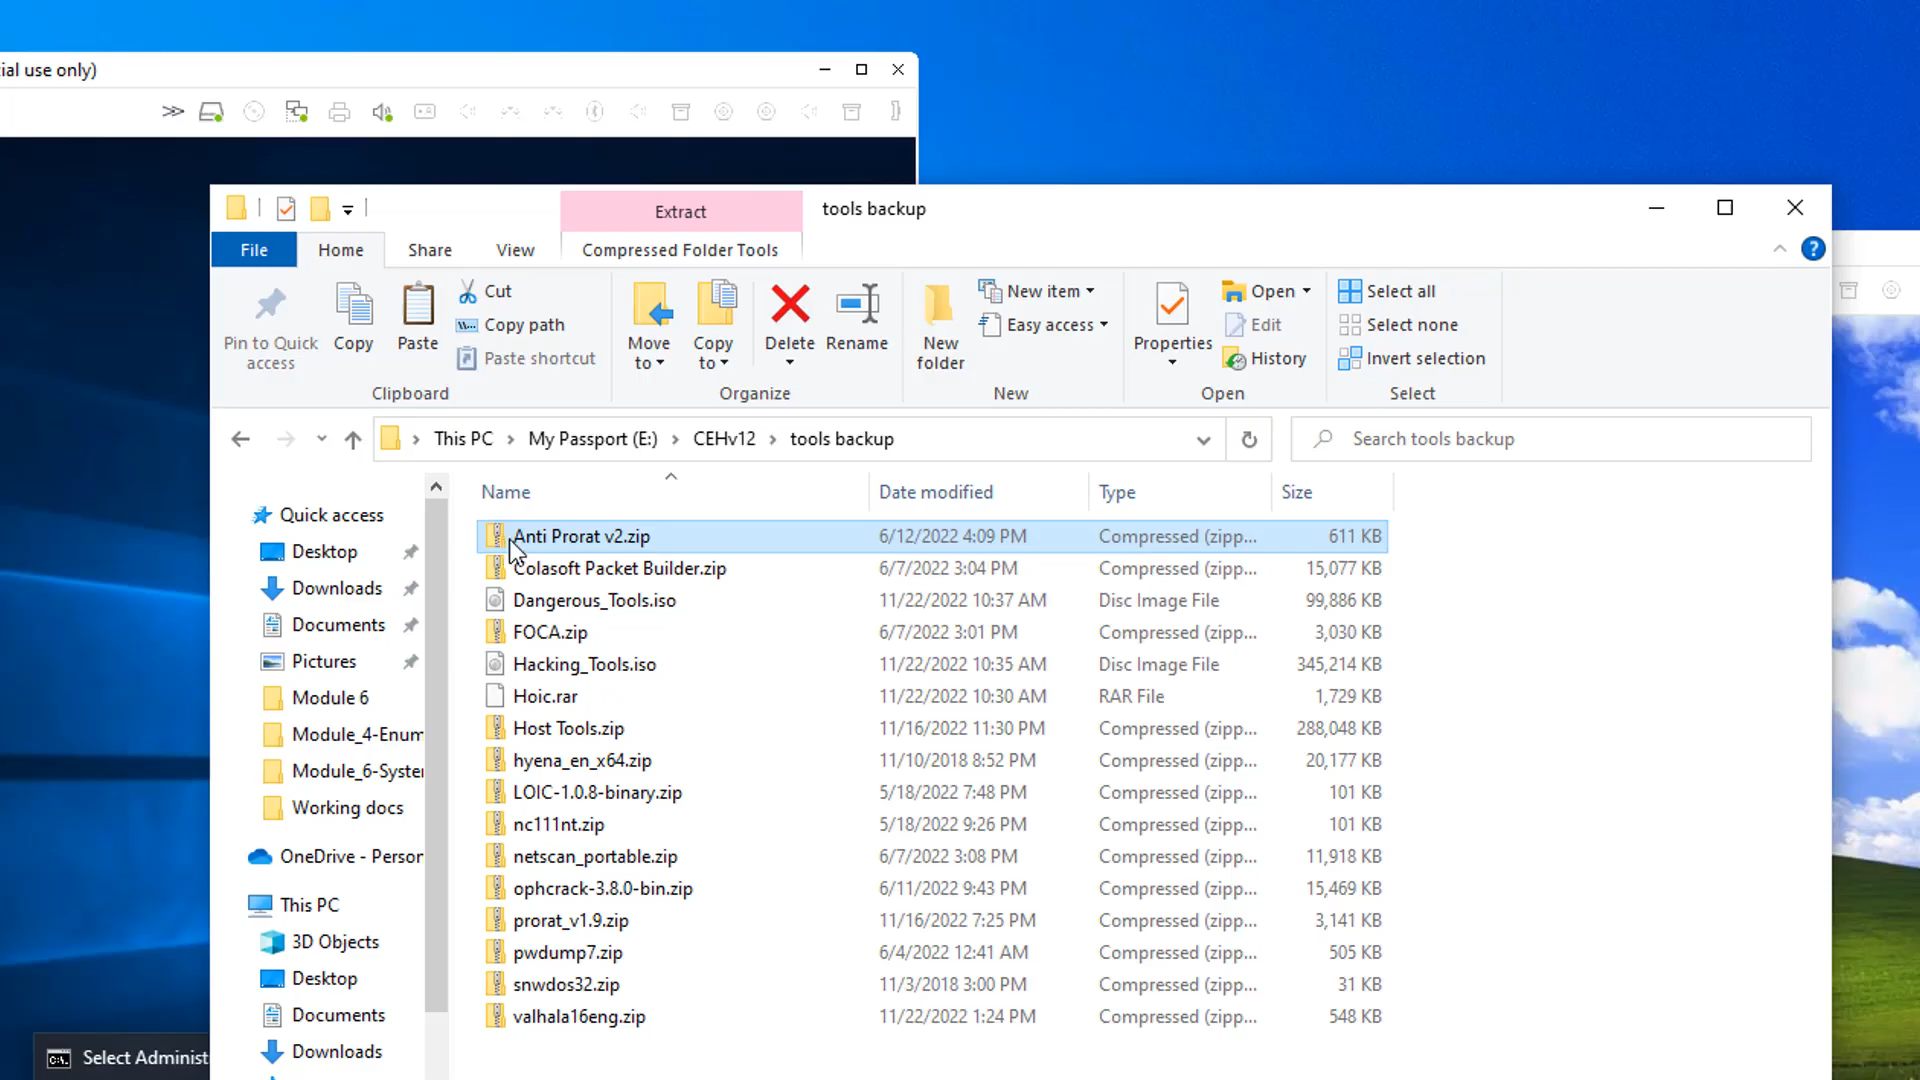 ial use only)
Extract
tools backup
File
Home
Share
View
Compressed Folder Tools
Pin to Quick access
Copy
Paste
Cut
Copy path
Paste shortcut
Clipboard
Move to
Copy to
Delete
Rename
Organize
New folder
New item
Easy access
New
Properties
Open
Edit
History
Open
Select all
Select none
Invert selection
Select
This PC > My Passport (E:) > CEHv12 > tools backup
Search tools backup
Quick access
Desktop
Downloads
Documents
Pictures
Module 6
Module_4-Enum
Module_6-Syste
Working docs
OneDrive - Person
This PC
3D Objects
Desktop
Documents
Downloads
Name Date modified Type Size
Anti Prorat v2.zip 6/12/2022 4:09 PM Compressed (zipp... 611 KB
Colasoft Packet Builder.zip 6/7/2022 3:04 PM Compressed (zipp... 15,077 KB
Dangerous_Tools.iso 11/22/2022 10:37 AM Disc Image File 99,886 KB
FOCA.zip 6/7/2022 3:01 PM Compressed (zipp... 3,030 KB
Hacking_Tools.iso 11/22/2022 10:35 AM Disc Image File 345,214 KB
Hoic.rar 11/22/2022 10:30 AM RAR File 1,729 KB
Host Tools.zip 11/16/2022 11:30 PM Compressed (zipp... 288,048 KB
hyena_en_x64.zip 11/10/2018 8:52 PM Compressed (zipp... 20,177 KB
LOIC-1.0.8-binary.zip 5/18/2022 7:48 PM Compressed (zipp... 101 KB
nc111nt.zip 5/18/2022 9:26 PM Compressed (zipp... 101 KB
netscan_portable.zip 6/7/2022 3:08 PM Compressed (zipp... 11,918 KB
ophcrack-3.8.0-bin.zip 6/11/2022 9:43 PM Compressed (zipp... 15,469 KB
prorat_v1.9.zip 11/16/2022 7:25 PM Compressed (zipp... 3,141 KB
pwdump7.zip 6/4/2022 12:41 AM Compressed (zipp... 505 KB
snwdos32.zip 11/3/2018 3:00 PM Compressed (zipp... 31 KB
valhala16eng.zip 11/22/2022 1:24 PM Compressed (zipp... 548 KB
Select Administ